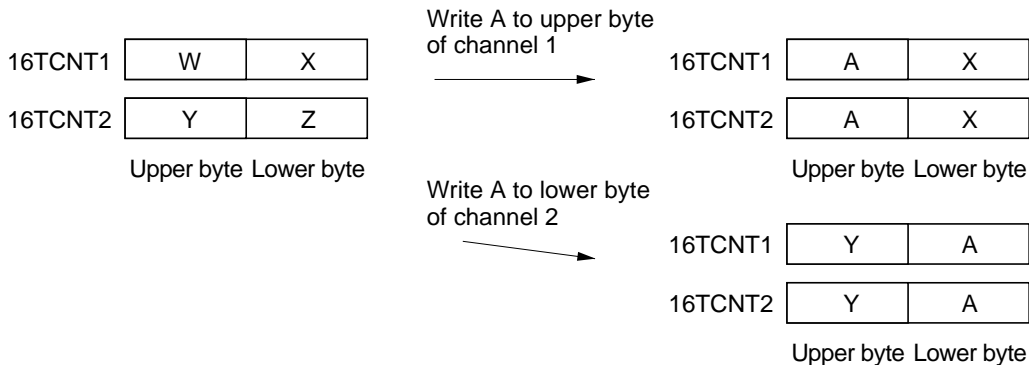 Write A to upper byte
of channel 1
16TCNT1 W X
16TCNT2 Y Z
Upper byte Lower byte
16TCNT1 A X
16TCNT2 A X
Upper byte Lower byte
Write A to lower byte
of channel 2
16TCNT1 Y A
16TCNT2 Y A
Upper byte Lower byte